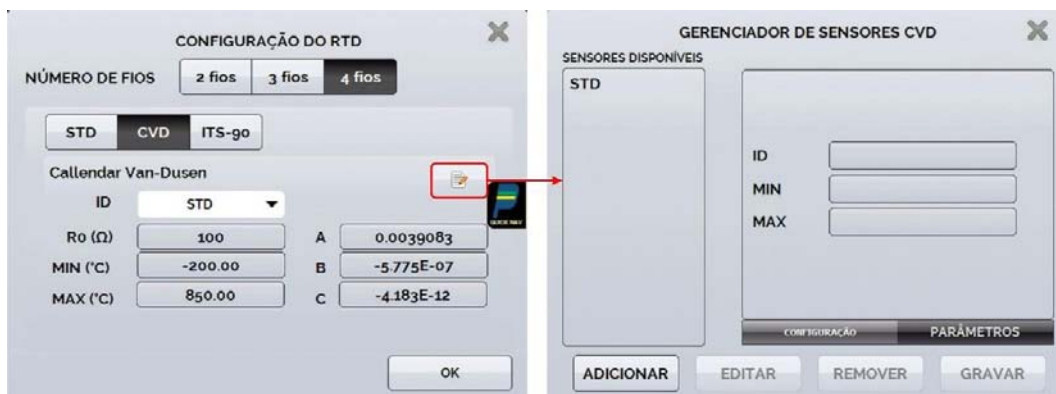 CONFIGURAÇÃO DO RTD
NÚMERO DE FIOS 2 fios 3 fios 4 fios
STD CVD ITS-90
Callendar Van-Dusen
ID STD
Ro (Ω) 100 A 0.0039083
MIN (°C) -200.00 B -5.775E-07
MAX (°C) 850.00 C -4.183E-12
OK
GERENCIADOR DE SENSORES CVD
SENSORES DISPONÍVEIS
STD
ID
MIN
MAX
CONFIGURAÇÃO PARÂMETROS
ADICIONAR EDITAR REMOVER GRAVAR